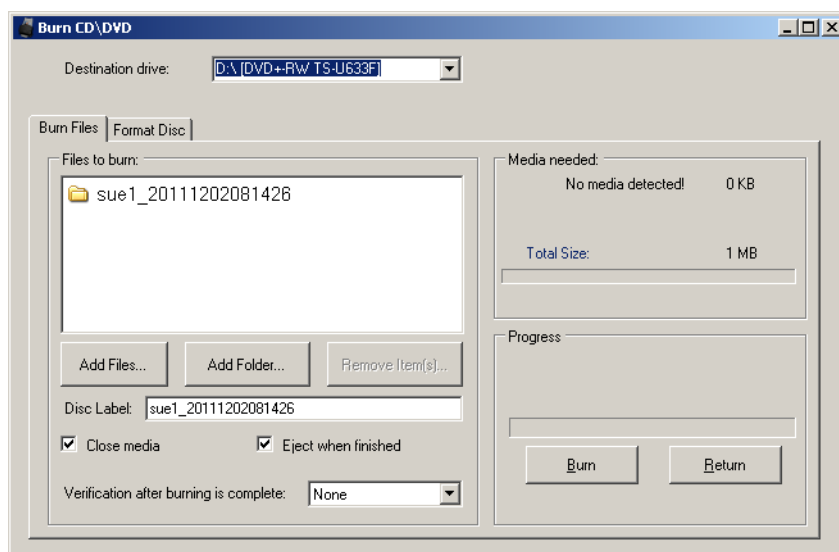 Burn CD\DVD
Destination drive: D:\ [DVD+-RW TS-U633F]
Burn Files Format Disc
Files to burn:
sue1_20111202081426
Add Files... Add Folder... Remove Item(s)...
Disc Label: sue1_20111202081426
Close media Eject when finished
Verification after burning is complete: None
Media needed:
No media detected! 0 KB
Total Size: 1 MB
Progress
Burn Return